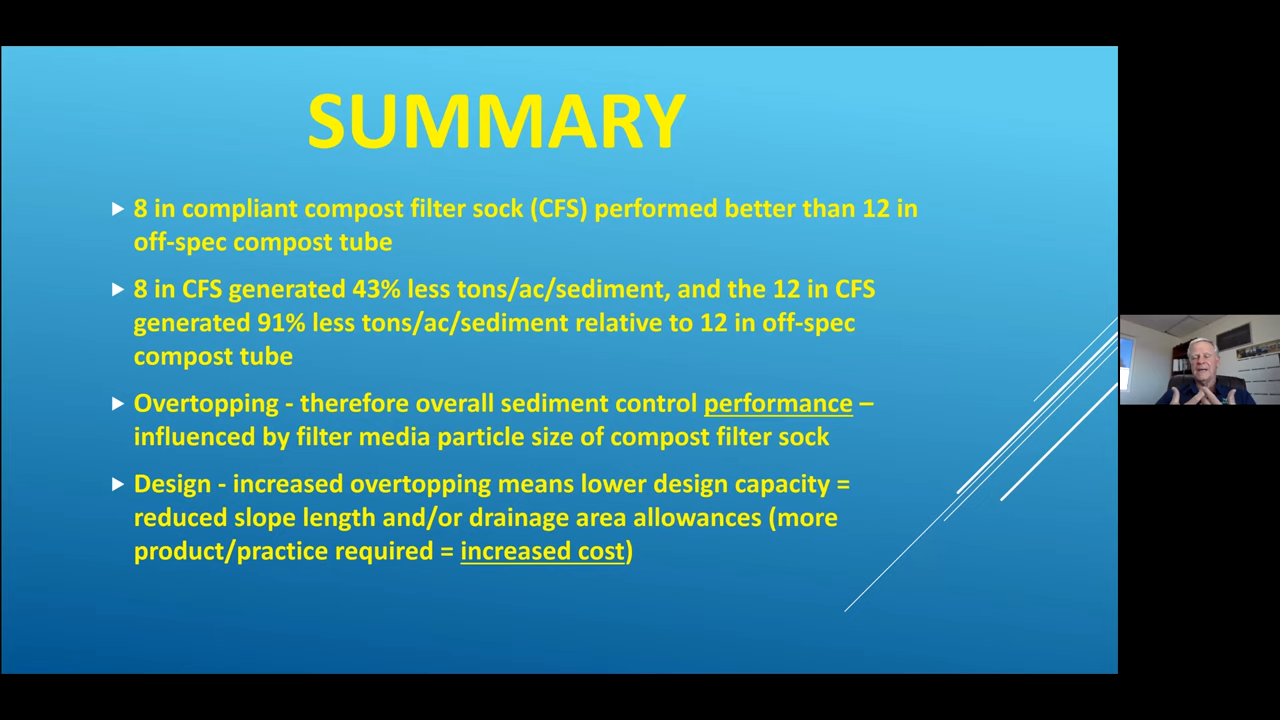 SUMMARY
8 in compliant compost filter sock (CFS) performed better than 12 in
off-spec compost tube
8 in CFS generated 43% less tons/ac/sediment, and the 12 in CFS
generated 91% less tons/ac/sediment relative to 12 in off-spec
compost tube
Overtopping - therefore overall sediment control performance –
influenced by filter media particle size of compost filter sock
Design - increased overtopping means lower design capacity =
reduced slope length and/or drainage area allowances (more
product/practice required = increased cost)